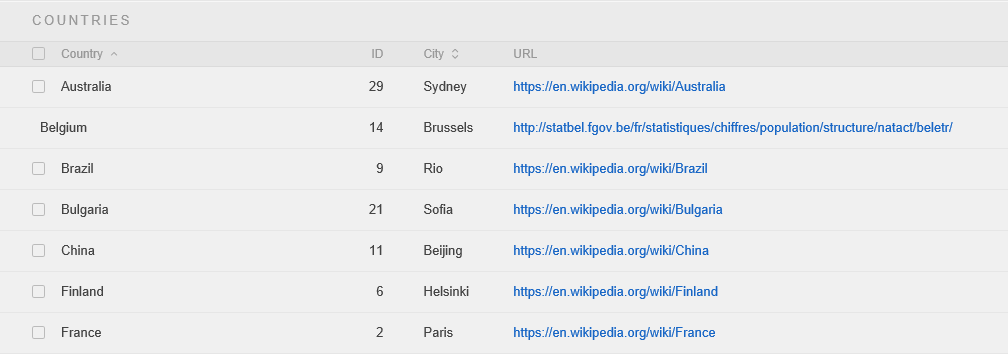 COUNTRIES
Country ID City URL
Australia 29 Sydney https://en.wikipedia.org/wiki/Australia
Belgium 14 Brussels http://statbel.fgov.be/fr/statistiques/chiffres/population/structure/natact/beletr/
Brazil 9 Rio https://en.wikipedia.org/wiki/Brazil
Bulgaria 21 Sofia https://en.wikipedia.org/wiki/Bulgaria
China 11 Beijing https://en.wikipedia.org/wiki/China
Finland 6 Helsinki https://en.wikipedia.org/wiki/Finland
France 2 Paris https://en.wikipedia.org/wiki/France